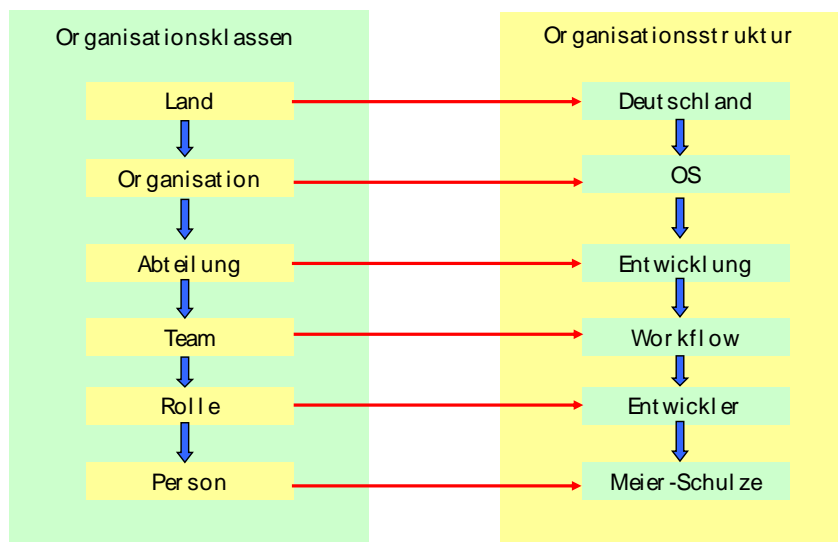 Organisationsklassen
Land
Organisation
Abteilung
Team
Rolle
Person
Organisationsstruktur
Deutschland
OS
Entwicklung
Workflow
Entwickler
Meier-Schulze